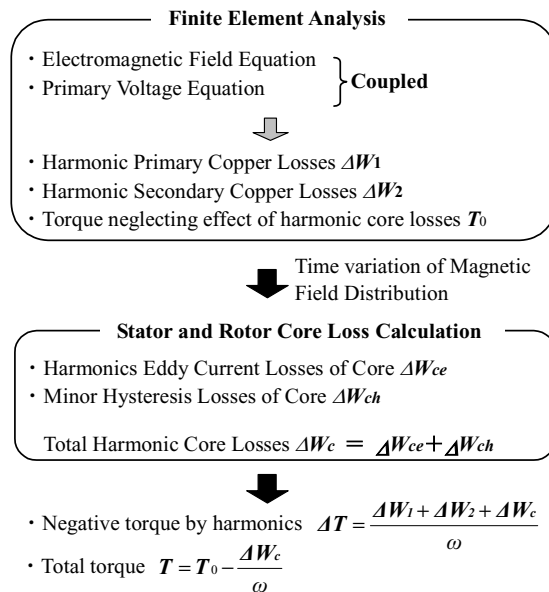 Finite Element Analysis
・Electromagnetic Field Equation
・Primary Voltage Equation
Coupled
・Harmonic Primary Copper Losses ΔW1
・Harmonic Secondary Copper Losses ΔW2
・Torque neglecting effect of harmonic core losses T0
Time variation of Magnetic
Field Distribution
Stator and Rotor Core Loss Calculation
・Harmonics Eddy Current Losses of Core ΔWce
・Minor Hysteresis Losses of Core ΔWch
Total Harmonic Core Losses ΔWc = ΔWce+ΔWch
・Negative torque by harmonics ΔT = (ΔW1 + ΔW2 + ΔWc) / ω
・Total torque T = T0 − ΔWc / ω